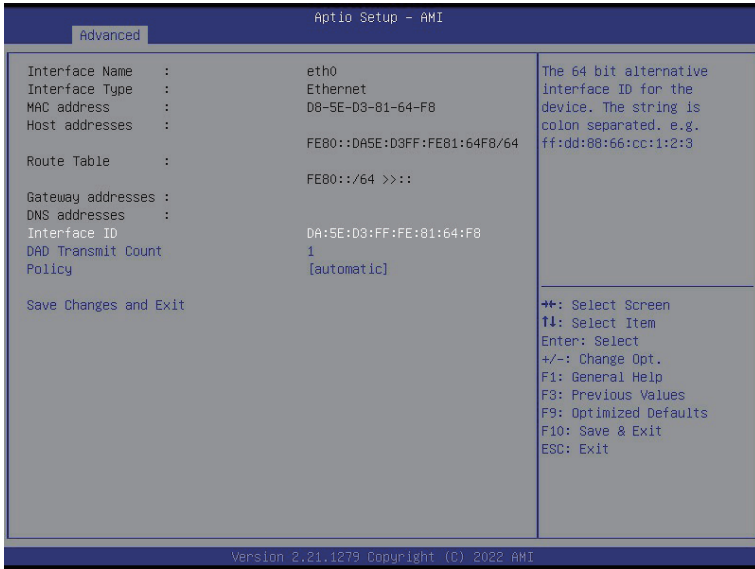 Aptio Setup – AMI
Advanced
Interface Name : eth0
Interface Type : Ethernet
MAC address : D8-5E-D3-81-64-F8
Host addresses :
FE80::DA5E:D3FF:FE81:64F8/64
Route Table :
FE80::/64 >>::
Gateway addresses :
DNS addresses :
Interface ID DA:5E:D3:FF:FE:81:64:F8
DAD Transmit Count 1
Policy [automatic]
Save Changes and Exit
The 64 bit alternative
interface ID for the
device. The string is
colon separated. e.g.
ff:dd:88:66:cc:1:2:3
→←: Select Screen
↑↓: Select Item
Enter: Select
+/-: Change Opt.
F1: General Help
F3: Previous Values
F9: Optimized Defaults
F10: Save & Exit
ESC: Exit
Version 2.21.1279 Copyright (C) 2022 AMI